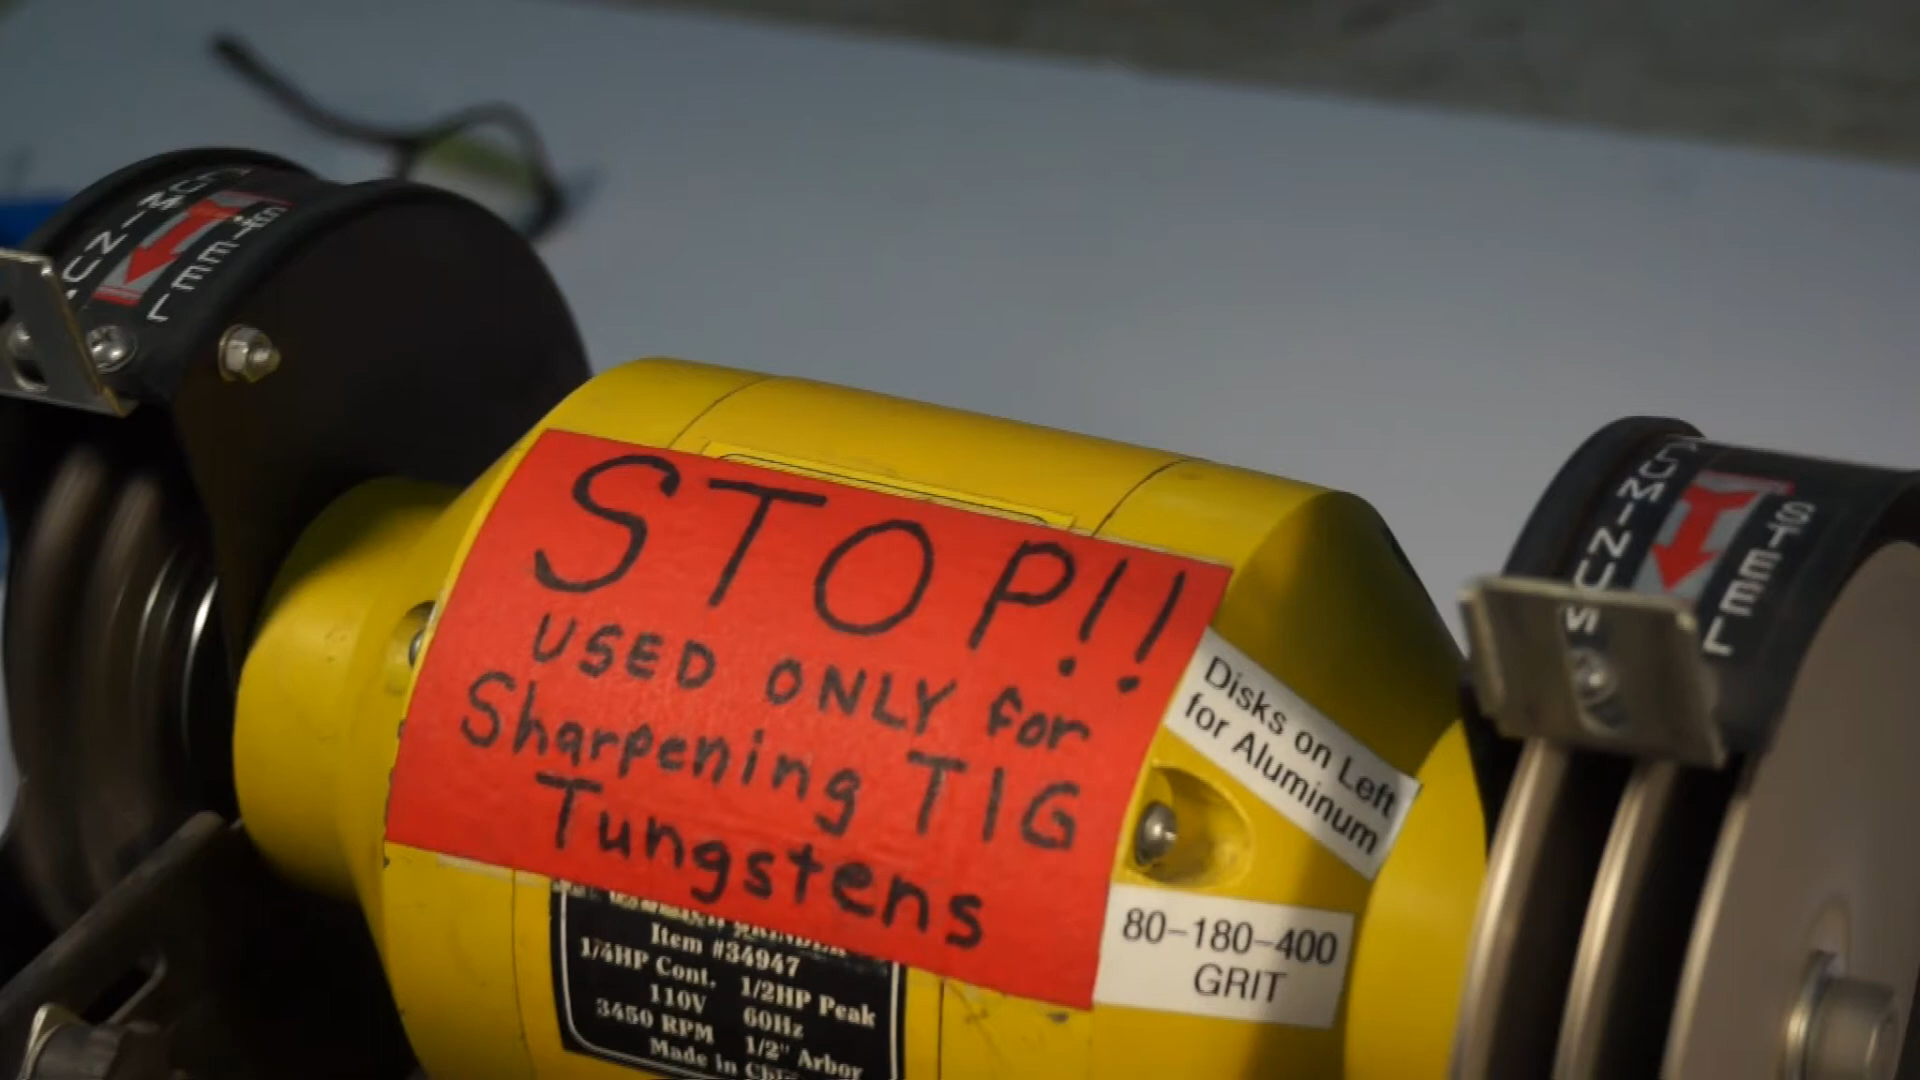 STEEL
STOP!!
USED ONLY for
Sharpening TIG
Tungstens
Disks on Left
for Aluminum
80-180-400
GRIT
Item #34947
1/4HP Cont. 1/2HP Peak
110V 60Hz
3450 RPM 1/2" Arbor
Made in
STEEL